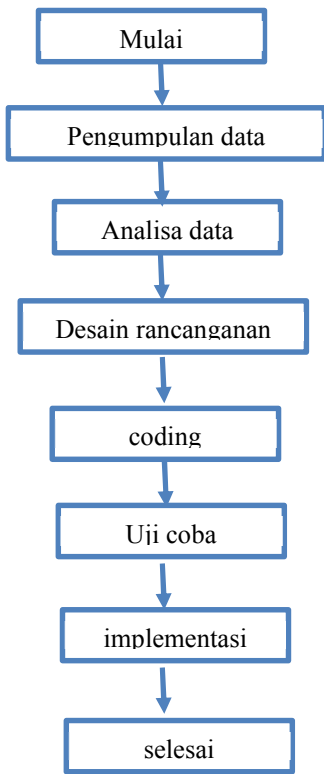 Mulai
Pengumpulan data
Analisa data
Desain rancanganan
coding
Uji coba
implementasi
selesai